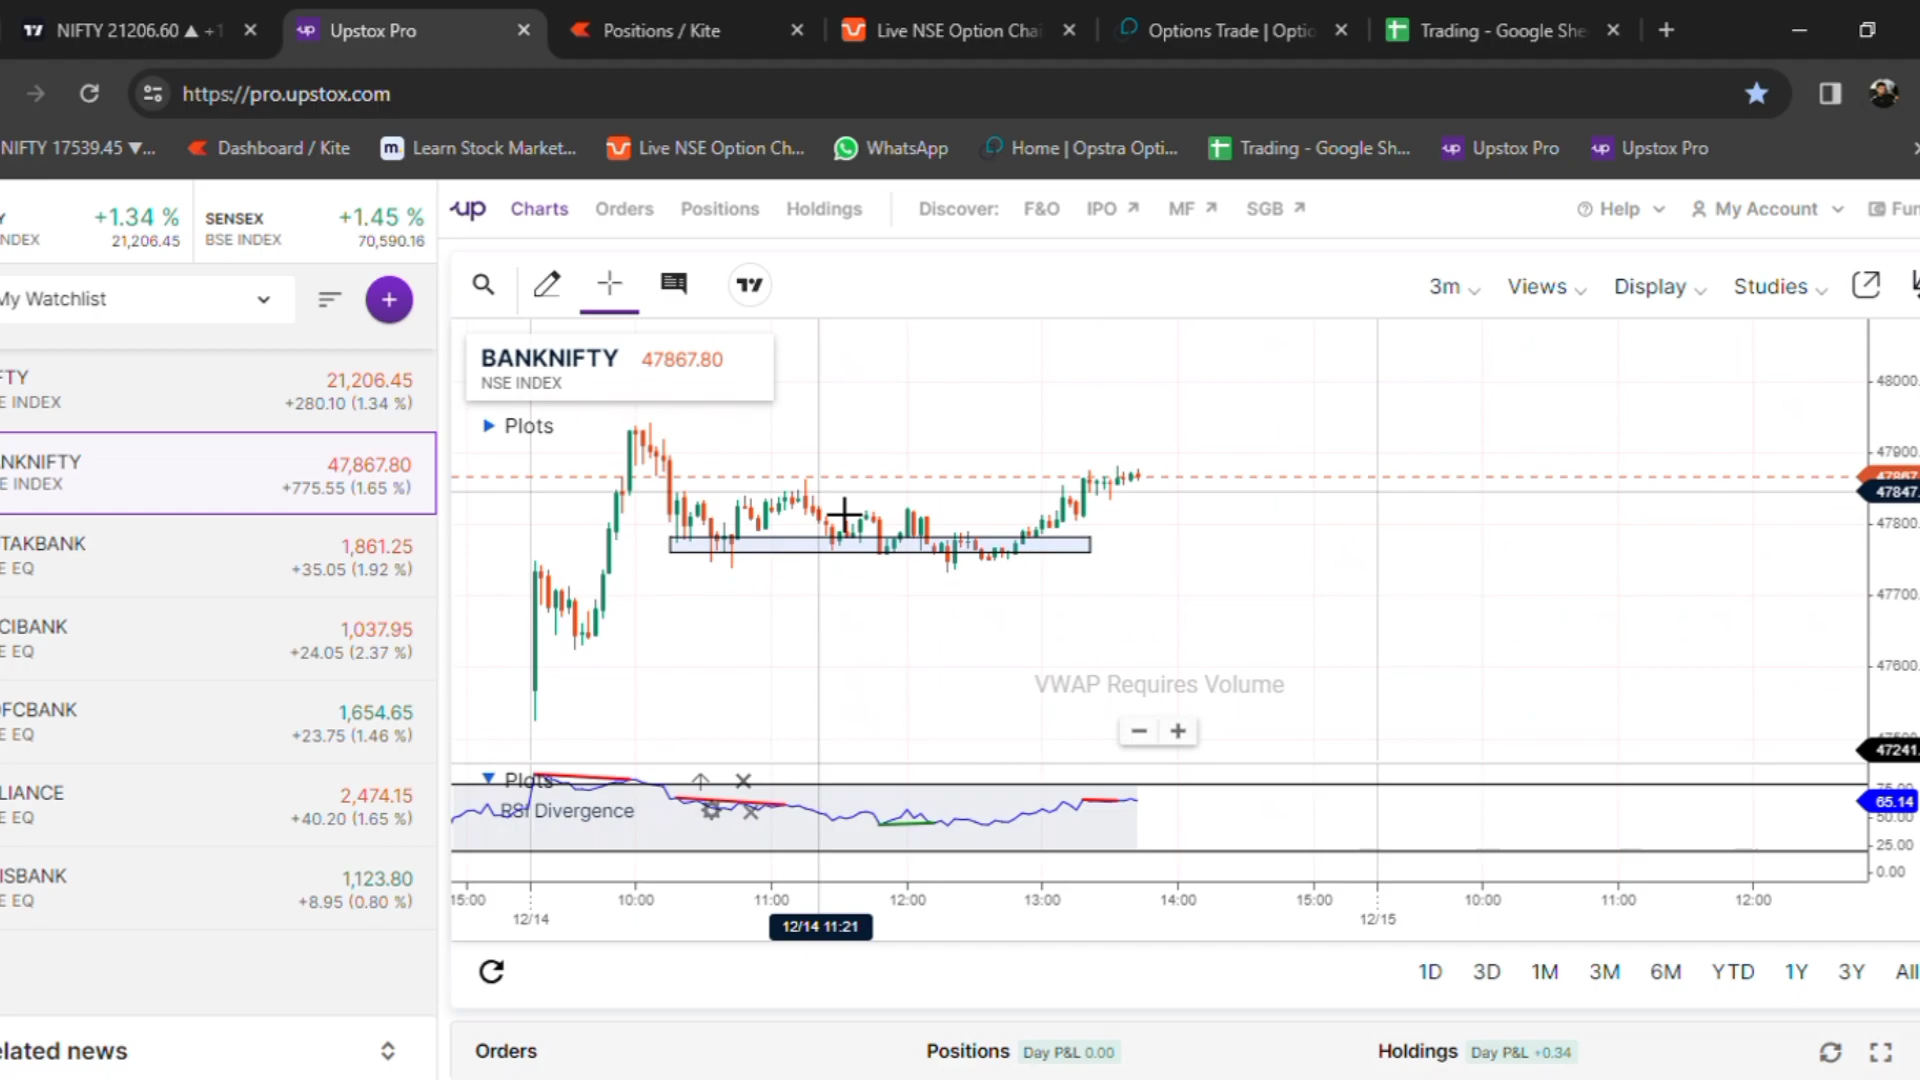 NIFTY 21206.60 ▲ +1
Upstox Pro
Positions / Kite
Live NSE Option Chai
Options Trade | Optio
Trading - Google She
https://pro.upstox.com
NIFTY 17539.45 ▼...
Dashboard / Kite
Learn Stock Market...
Live NSE Option Ch...
WhatsApp
Home | Opstra Opti...
Trading - Google Sh...
Upstox Pro
Upstox Pro
Y
+1.34 %
NDEX
21,206.45
SENSEX
+1.45 %
BSE INDEX
70,590.16
up
Charts
Orders
Positions
Holdings
Discover:
F&O
IPO
MF
SGB
Help
My Account
Fun
My Watchlist
3m
Views
Display
Studies
FTY
21,206.45
E INDEX
+280.10 (1.34 %)
NKNIFTY
47,867.80
E INDEX
+775.55 (1.65 %)
TAKBANK
1,861.25
E EQ
+35.05 (1.92 %)
CIBANK
1,037.95
E EQ
+24.05 (2.37 %)
FCBANK
1,654.65
E EQ
+23.75 (1.46 %)
LIANCE
2,474.15
E EQ
+40.20 (1.65 %)
ISBANK
1,123.80
E EQ
+8.95 (0.80 %)
elated news
BANKNIFTY 47867.80
NSE INDEX
Plots
48000.
47900.
47867
47847.
47800.
47700.
47600.
47241.
VWAP Requires Volume
Plots
RSI Divergence
65.14
50.00
25.00
0.00
15:00
12/14
10:00
11:00
12:00
13:00
14:00
15:00
12/15
10:00
11:00
12:00
12/14 11:21
1D
3D
1M
3M
6M
YTD
1Y
3Y
All
Orders
Positions
Day P&L 0.00
Holdings
Day P&L +0.34